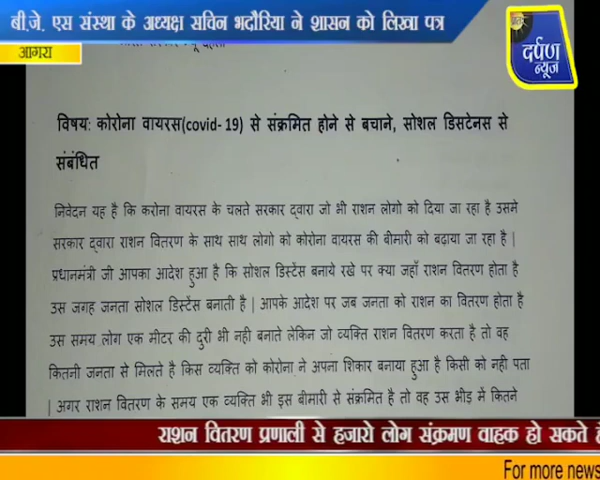 बी.जे. एस संस्था के अध्यक्ष सचिन भदौरिया ने शासन को लिखा पत्र
आगरा
दर्पण
न्यूज
विषय: कोरोना वायरस(covid- 19) से संक्रमित होने से बचाने, सोशल डिसटेनस से
संबंधित
निवेदन यह है कि करोना वायरस के चलते सरकार द्वारा जो भी राशन लोगो को दिया जा रहा है उसमे
सरकार द्वारा राशन वितरण के साथ साथ लोगो को कोरोना वायरस की बीमारी को बढ़ाया जा रहा है |
प्रधानमंत्री जी आपका आदेश हुआ है कि सोशल डिस्टेंस बनाये रखे पर क्या जहाँ राशन वितरण होता है
उस जगह जनता सोशल डिस्टेंस बनाती है | आपके आदेश पर जब जनता को राशन का वितरण होता है
उस समय लोग एक मीटर की दुरी भी नही बनाते लेकिन जो व्यक्ति राशन वितरण करता है तो वह
कितनी जनता से मिलते है किस व्यक्ति को कोरोना ने अपना शिकार बनाया हुआ है किसी को नही पता
| अगर राशन वितरण के समय एक व्यक्ति भी इस बीमारी से संक्रमित है तो वह उस भीड़ में कितने
राशन वितरण प्रणाली से हजारो लोग संक्रमण वाहक हो सकते है
For more news